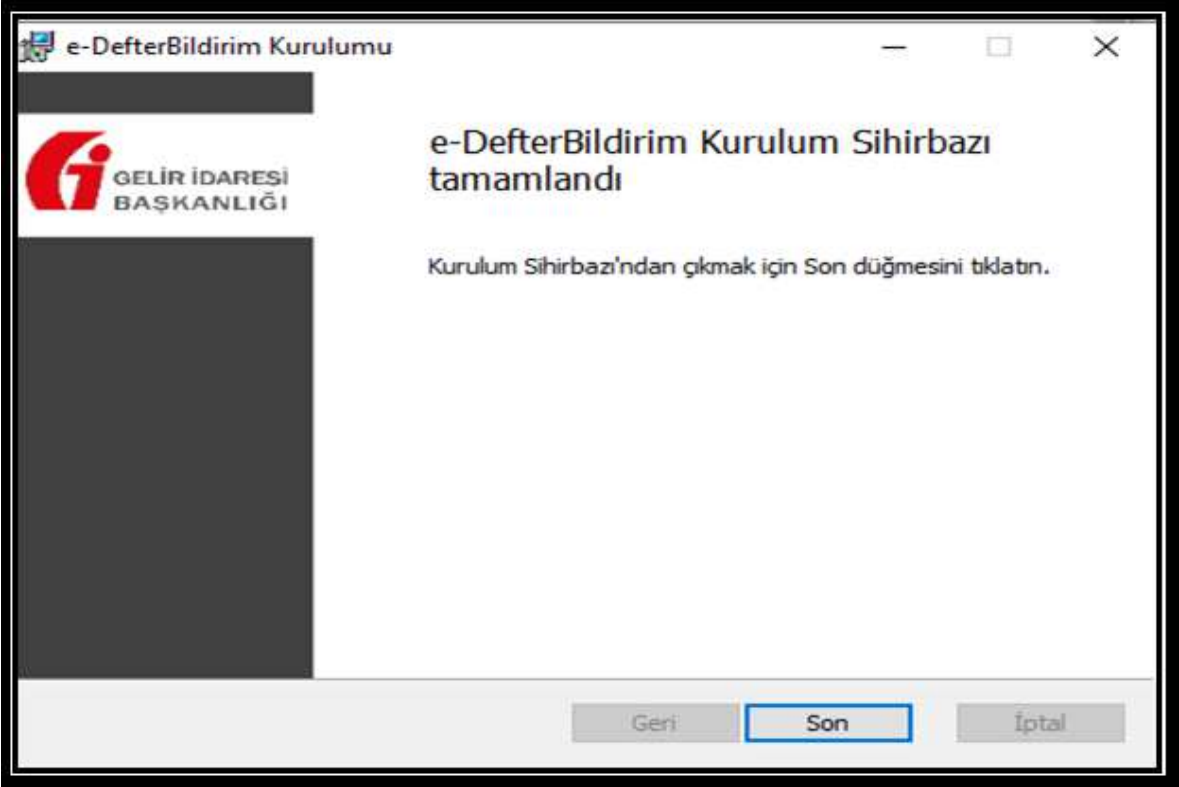 e-DefterBildirim Kurulumu
GELİR İDARESİ
BAŞKANLIĞI
e-DefterBildirim Kurulum Sihirbazı
tamamlandı
Kurulum Sihirbazı'ndan çıkmak için Son düğmesini tıklatın.
Geri
Son
İptal